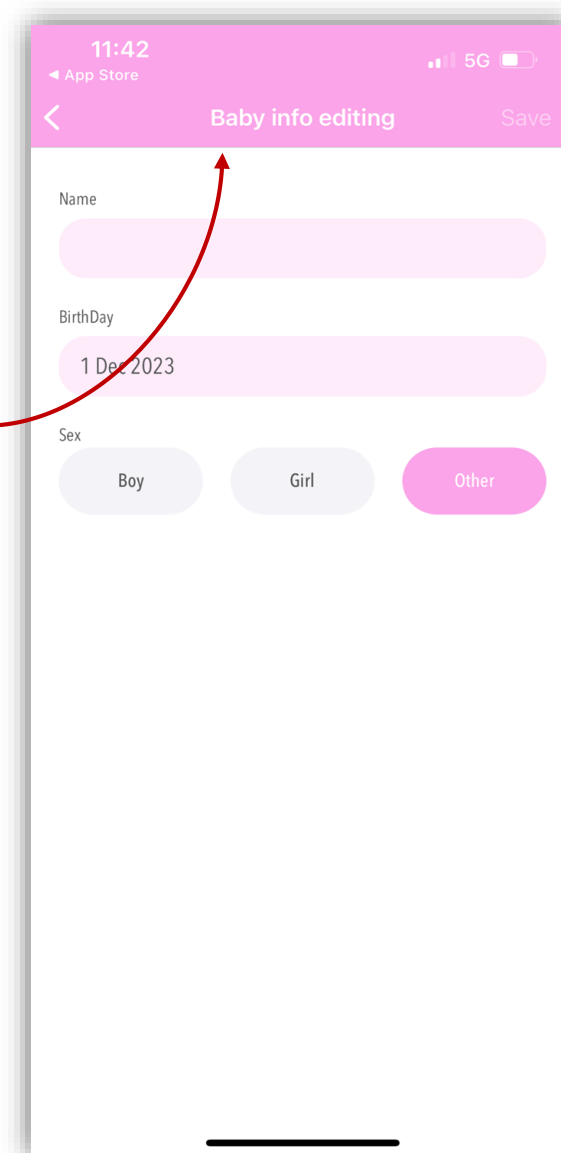 11:42
5G
◀ App Store
Baby info editing
Save
Name
BirthDay
1 Dec 2023
Sex
Boy
Girl
Other